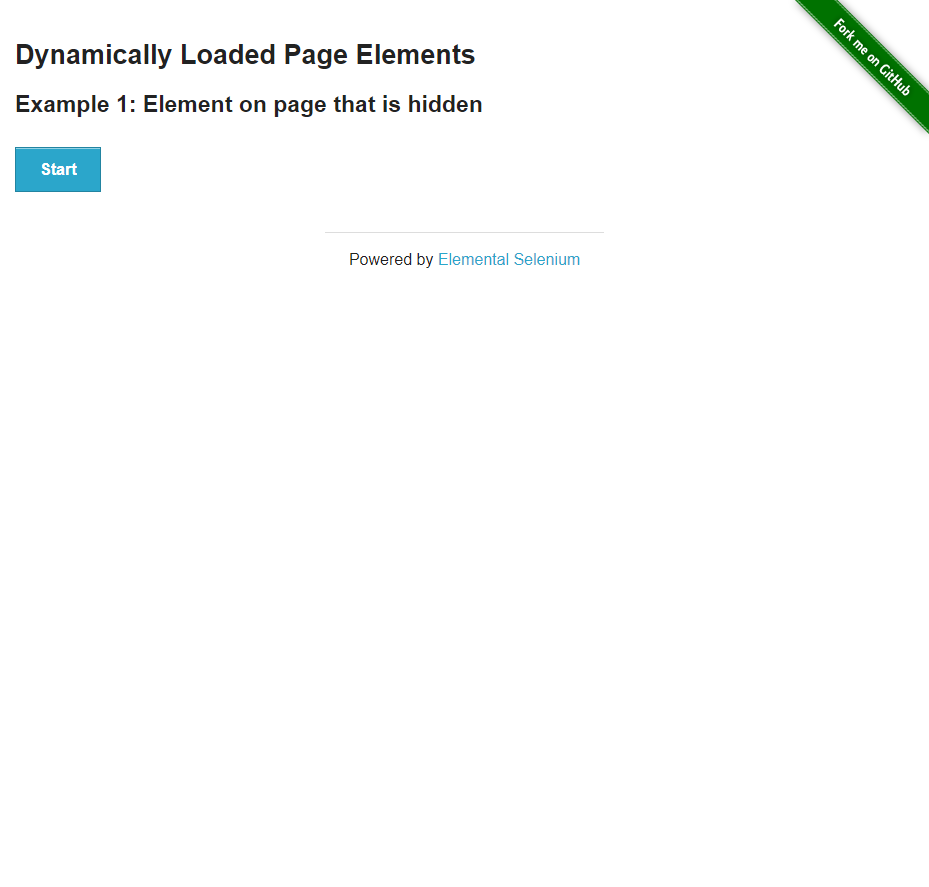 Fork me on GitHub
Dynamically Loaded Page Elements
Example 1: Element on page that is hidden
Start
Powered by Elemental Selenium